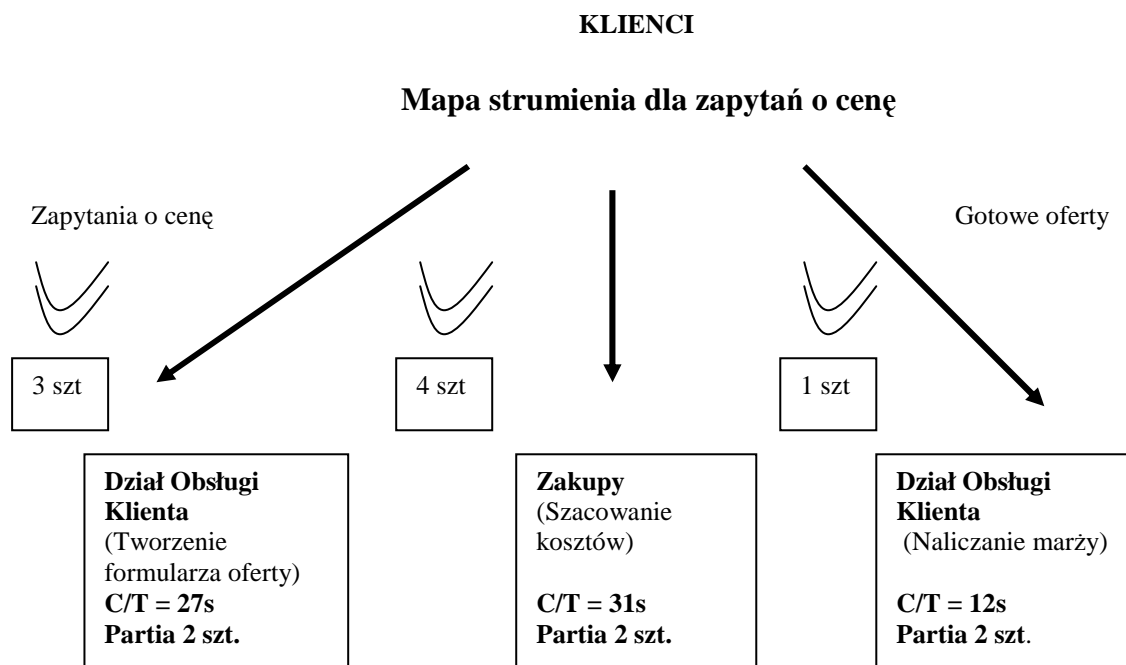 KLIENCI
Mapa strumienia dla zapytań o cenę
Zapytania o cenę
Gotowe oferty
3 szt
4 szt
1 szt
Dział Obsługi
Klienta
(Tworzenie
formularza oferty)
C/T = 27s
Partia 2 szt.
Zakupy
(Szacowanie
kosztów)
C/T = 31s
Partia 2 szt.
Dział Obsługi
Klienta
(Naliczanie marży)
C/T = 12s
Partia 2 szt.